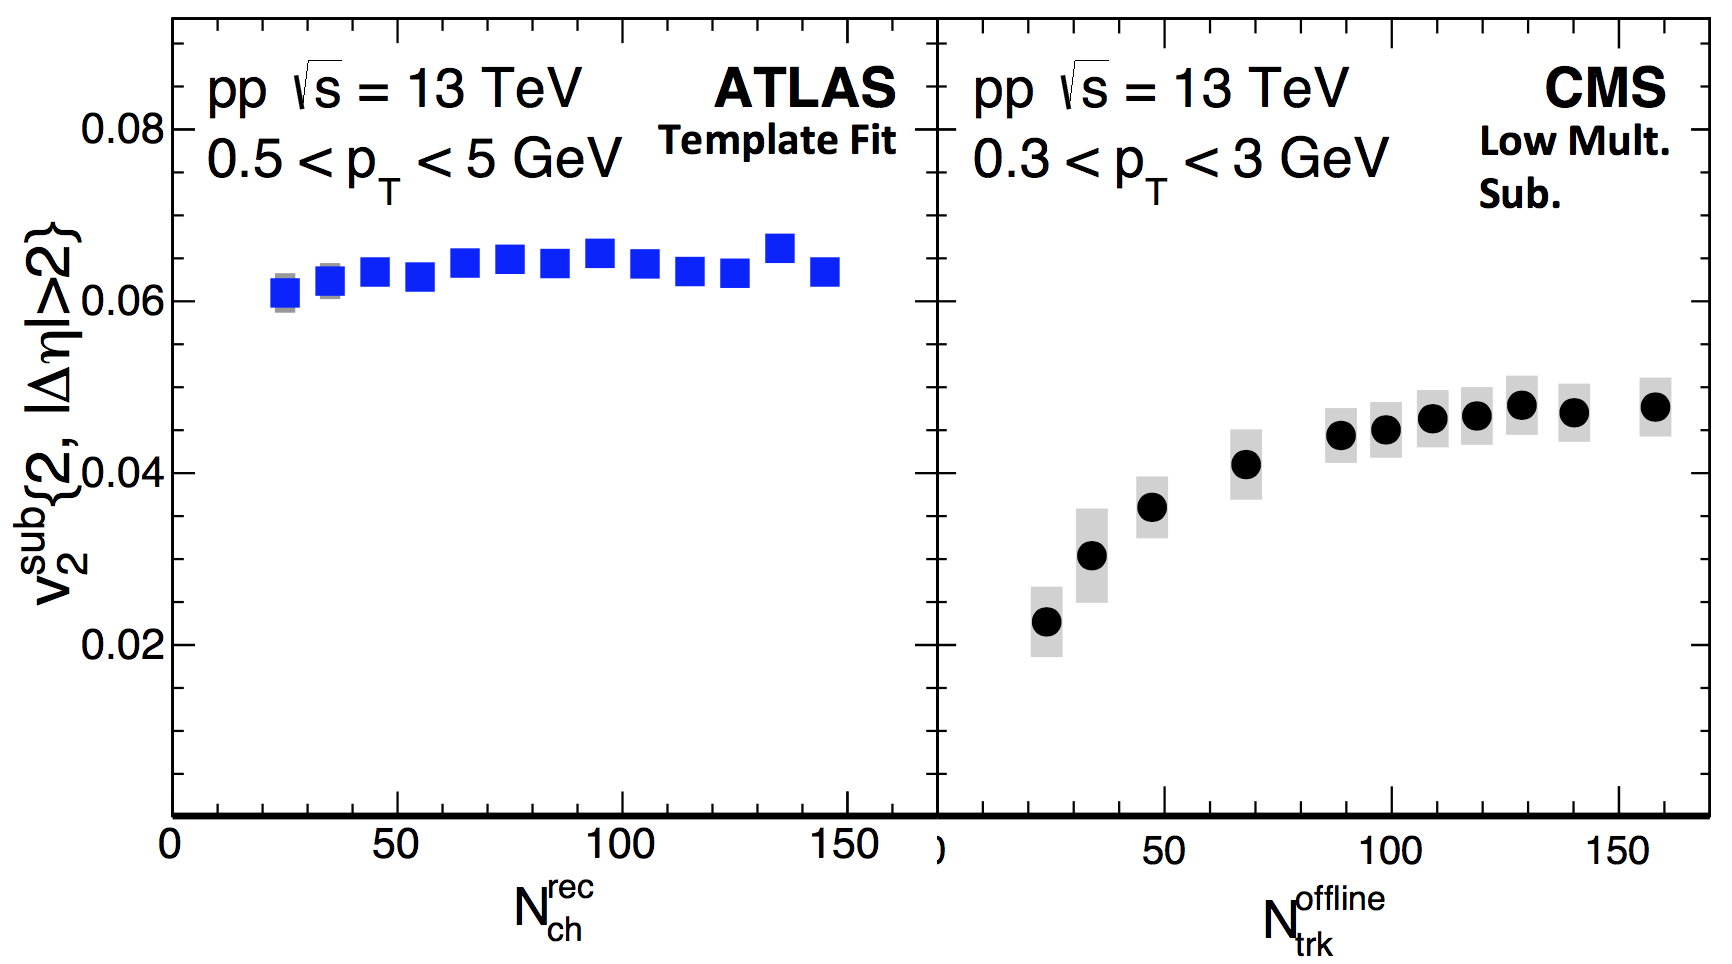 pp √s = 13 TeV
ATLAS
0.5 < p_T < 5 GeV
Template Fit
pp √s = 13 TeV
CMS
0.3 < p_T < 3 GeV
Low Mult.
Sub.
v_2^sub{2, |Δη|>2}
0.08
0.06
0.04
0.02
0 50 100 150
N_ch^rec
0 50 100 150
N_trk^offline